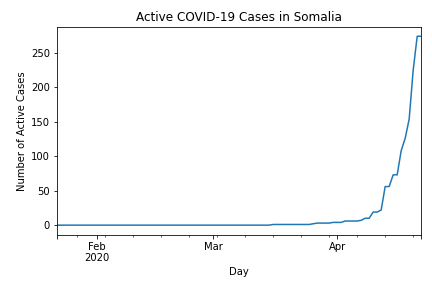 Active COVID-19 Cases in Somalia
Number of Active Cases
250
200
150
100
50
0
Feb
2020
Mar
Apr
Day